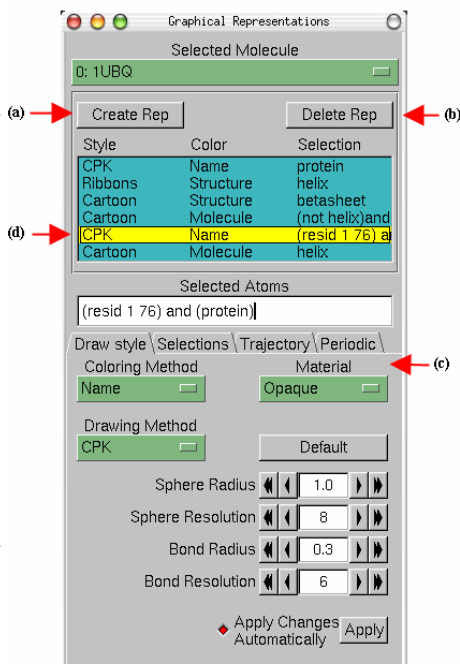 Graphical Representations
Selected Molecule
0: 1UBQ
(a)
Create Rep
Delete Rep
(b)
Style Color Selection
CPK Name protein
Ribbons Structure helix
Cartoon Structure betasheet
Cartoon Molecule (not helix)and
(d)
CPK Name (resid 1 76) a
Cartoon Molecule helix
Selected Atoms
(resid 1 76) and (protein)
Draw style Selections Trajectory Periodic
(c)
Coloring Method Material
Name Opaque
Drawing Method
CPK Default
Sphere Radius 1.0
Sphere Resolution 8
Bond Radius 0.3
Bond Resolution 6
Apply Changes
Automatically
Apply